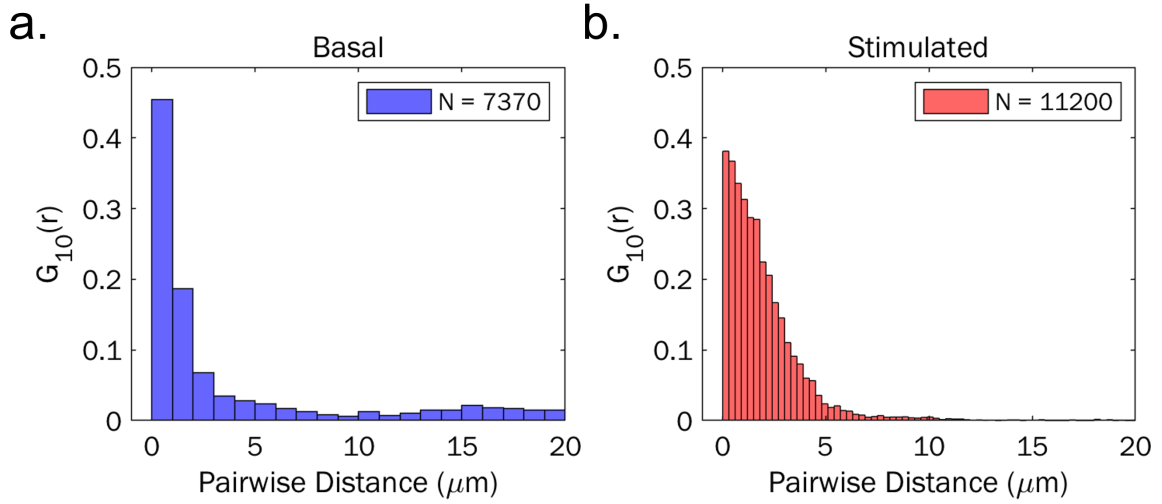 a.
Basal
N = 7370
0.5
0.4
0.3
0.2
0.1
0
G10(r)
0 5 10 15 20
Pairwise Distance (μm)
b.
Stimulated
N = 11200
0.5
0.4
0.3
0.2
0.1
0
G10(r)
0 5 10 15 20
Pairwise Distance (μm)